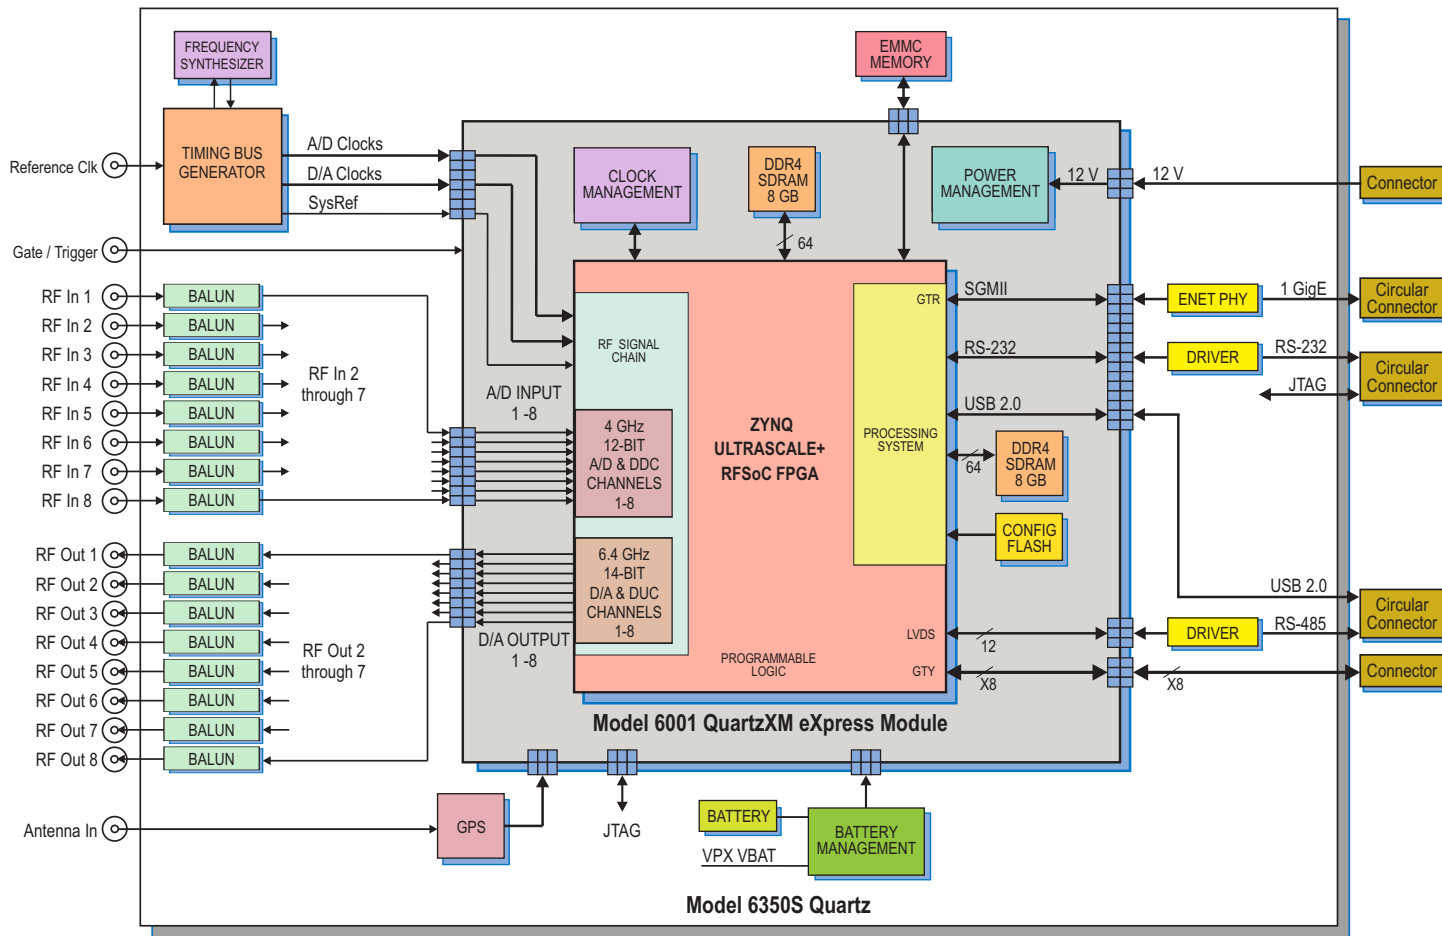 FREQUENCY
SYNTHESIZER
EMMC
MEMORY
Reference Clk
TIMING BUS
GENERATOR
A/D Clocks
D/A Clocks
SysRef
CLOCK
MANAGEMENT
DDR4
SDRAM
8 GB
POWER
MANAGEMENT
12 V
12 V
Connector
Gate / Trigger
64
RF In 1
BALUN
RF In 2
BALUN
RF In 3
BALUN
RF In 4
BALUN
RF In 5
BALUN
RF In 6
BALUN
RF In 7
BALUN
RF In 8
BALUN
RF In 2
through 7
A/D INPUT
1 -8
RF SIGNAL
CHAIN
4 GHz
12-BIT
A/D & DDC
CHANNELS
1-8
6.4 GHz
14-BIT
D/A & DUC
CHANNELS
1-8
ZYNQ
ULTRASCALE+
RFSoC FPGA
GTR
PROCESSING
SYSTEM
SGMII
ENET PHY
1 GigE
Circular
Connector
RS-232
DRIVER
RS-232
JTAG
Circular
Connector
USB 2.0
64
DDR4
SDRAM
8 GB
CONFIG
FLASH
RF Out 1
BALUN
RF Out 2
BALUN
RF Out 3
BALUN
RF Out 4
BALUN
RF Out 5
BALUN
RF Out 6
BALUN
RF Out 7
BALUN
RF Out 8
BALUN
RF Out 2
through 7
D/A OUTPUT
1 -8
PROGRAMMABLE
LOGIC
LVDS
12
GTY
X8
USB 2.0
DRIVER
RS-485
Circular
Connector
X8
Connector
Model 6001 QuartzXM eXpress Module
Antenna In
GPS
JTAG
BATTERY
VPX VBAT
BATTERY
MANAGEMENT
Model 6350S Quartz